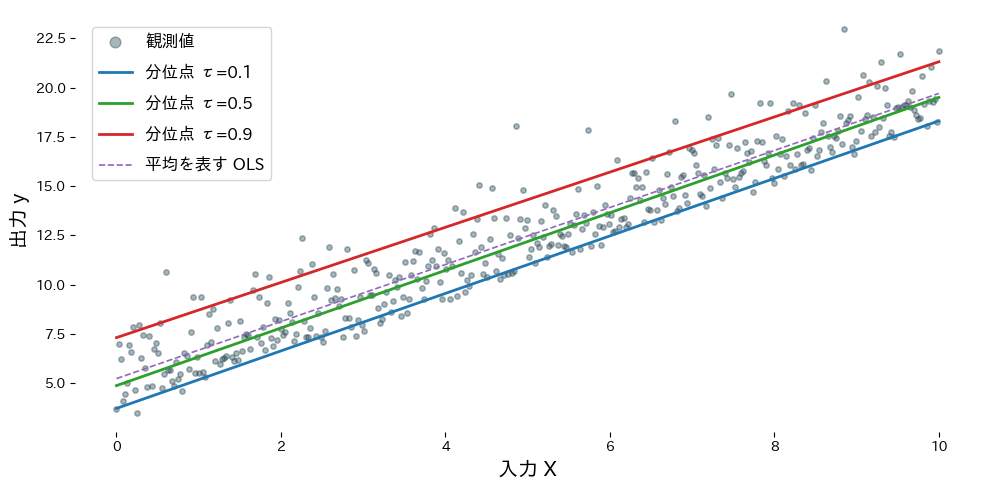 観測値
分位点 τ=0.1
分位点 τ=0.5
分位点 τ=0.9
平均を表す OLS
出力 y
22.5
20.0
17.5
15.0
12.5
10.0
7.5
5.0
0 2 4 6 8 10
入力 X